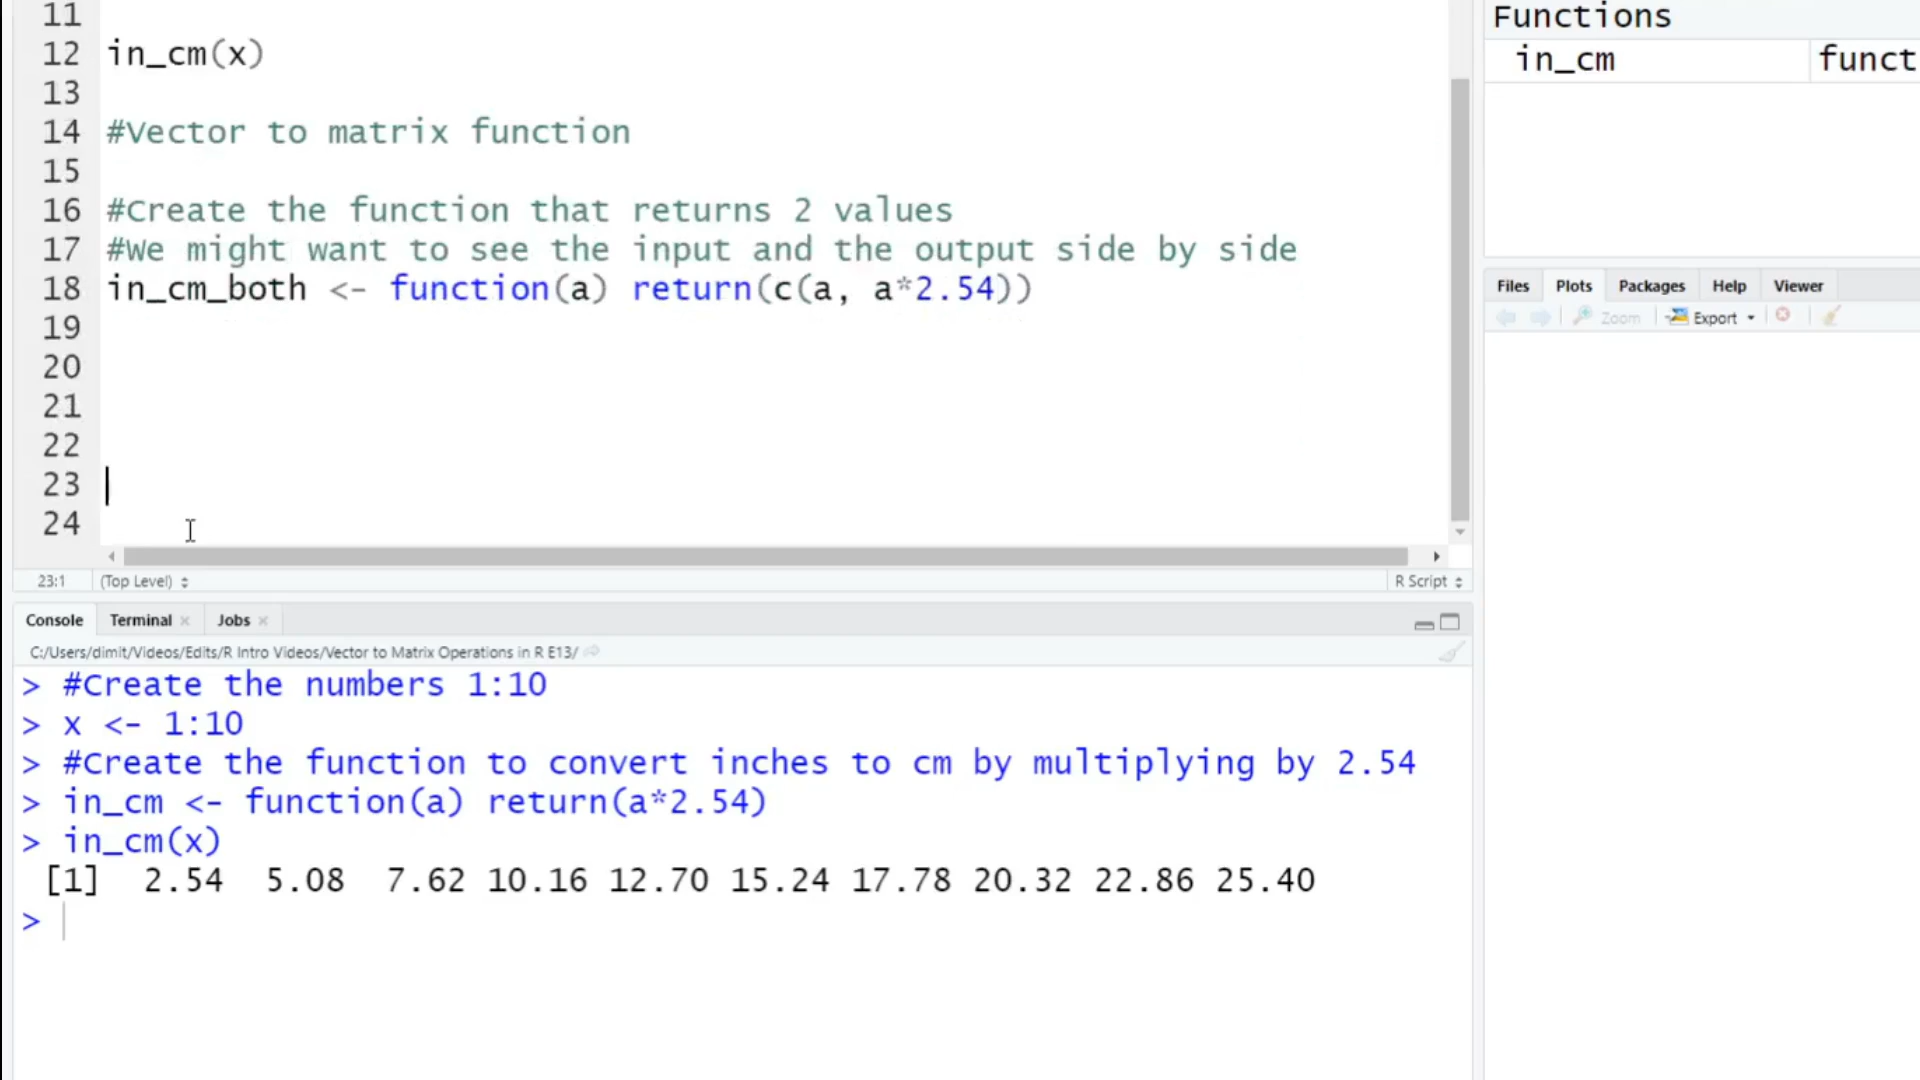 11
12 in_cm(x)
13
14 #Vector to matrix function
15
16 #Create the function that returns 2 values
17 #We might want to see the input and the output side by side
18 in_cm_both <- function(a) return(c(a, a*2.54))
19
20
21
22
23
24
23:1 (Top Level) R Script
Console Terminal Jobs
C:/Users/dimit/Videos/Edits/R Intro Videos/Vector to Matrix Operations in R E13/
> #Create the numbers 1:10
> x <- 1:10
> #Create the function to convert inches to cm by multiplying by 2.54
> in_cm <- function(a) return(a*2.54)
> in_cm(x)
[1] 2.54 5.08 7.62 10.16 12.70 15.24 17.78 20.32 22.86 25.40
>
Functions
in_cm funct
Files Plots Packages Help Viewer
Zoom Export